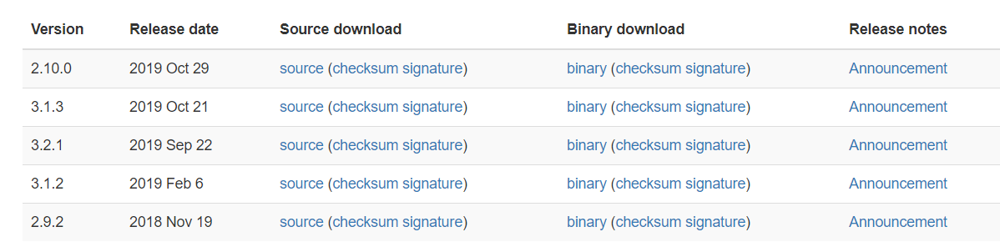 Version Release date Source download Binary download Release notes
2.10.0 2019 Oct 29 source (checksum signature) binary (checksum signature) Announcement
3.1.3 2019 Oct 21 source (checksum signature) binary (checksum signature) Announcement
3.2.1 2019 Sep 22 source (checksum signature) binary (checksum signature) Announcement
3.1.2 2019 Feb 6 source (checksum signature) binary (checksum signature) Announcement
2.9.2 2018 Nov 19 source (checksum signature) binary (checksum signature) Announcement